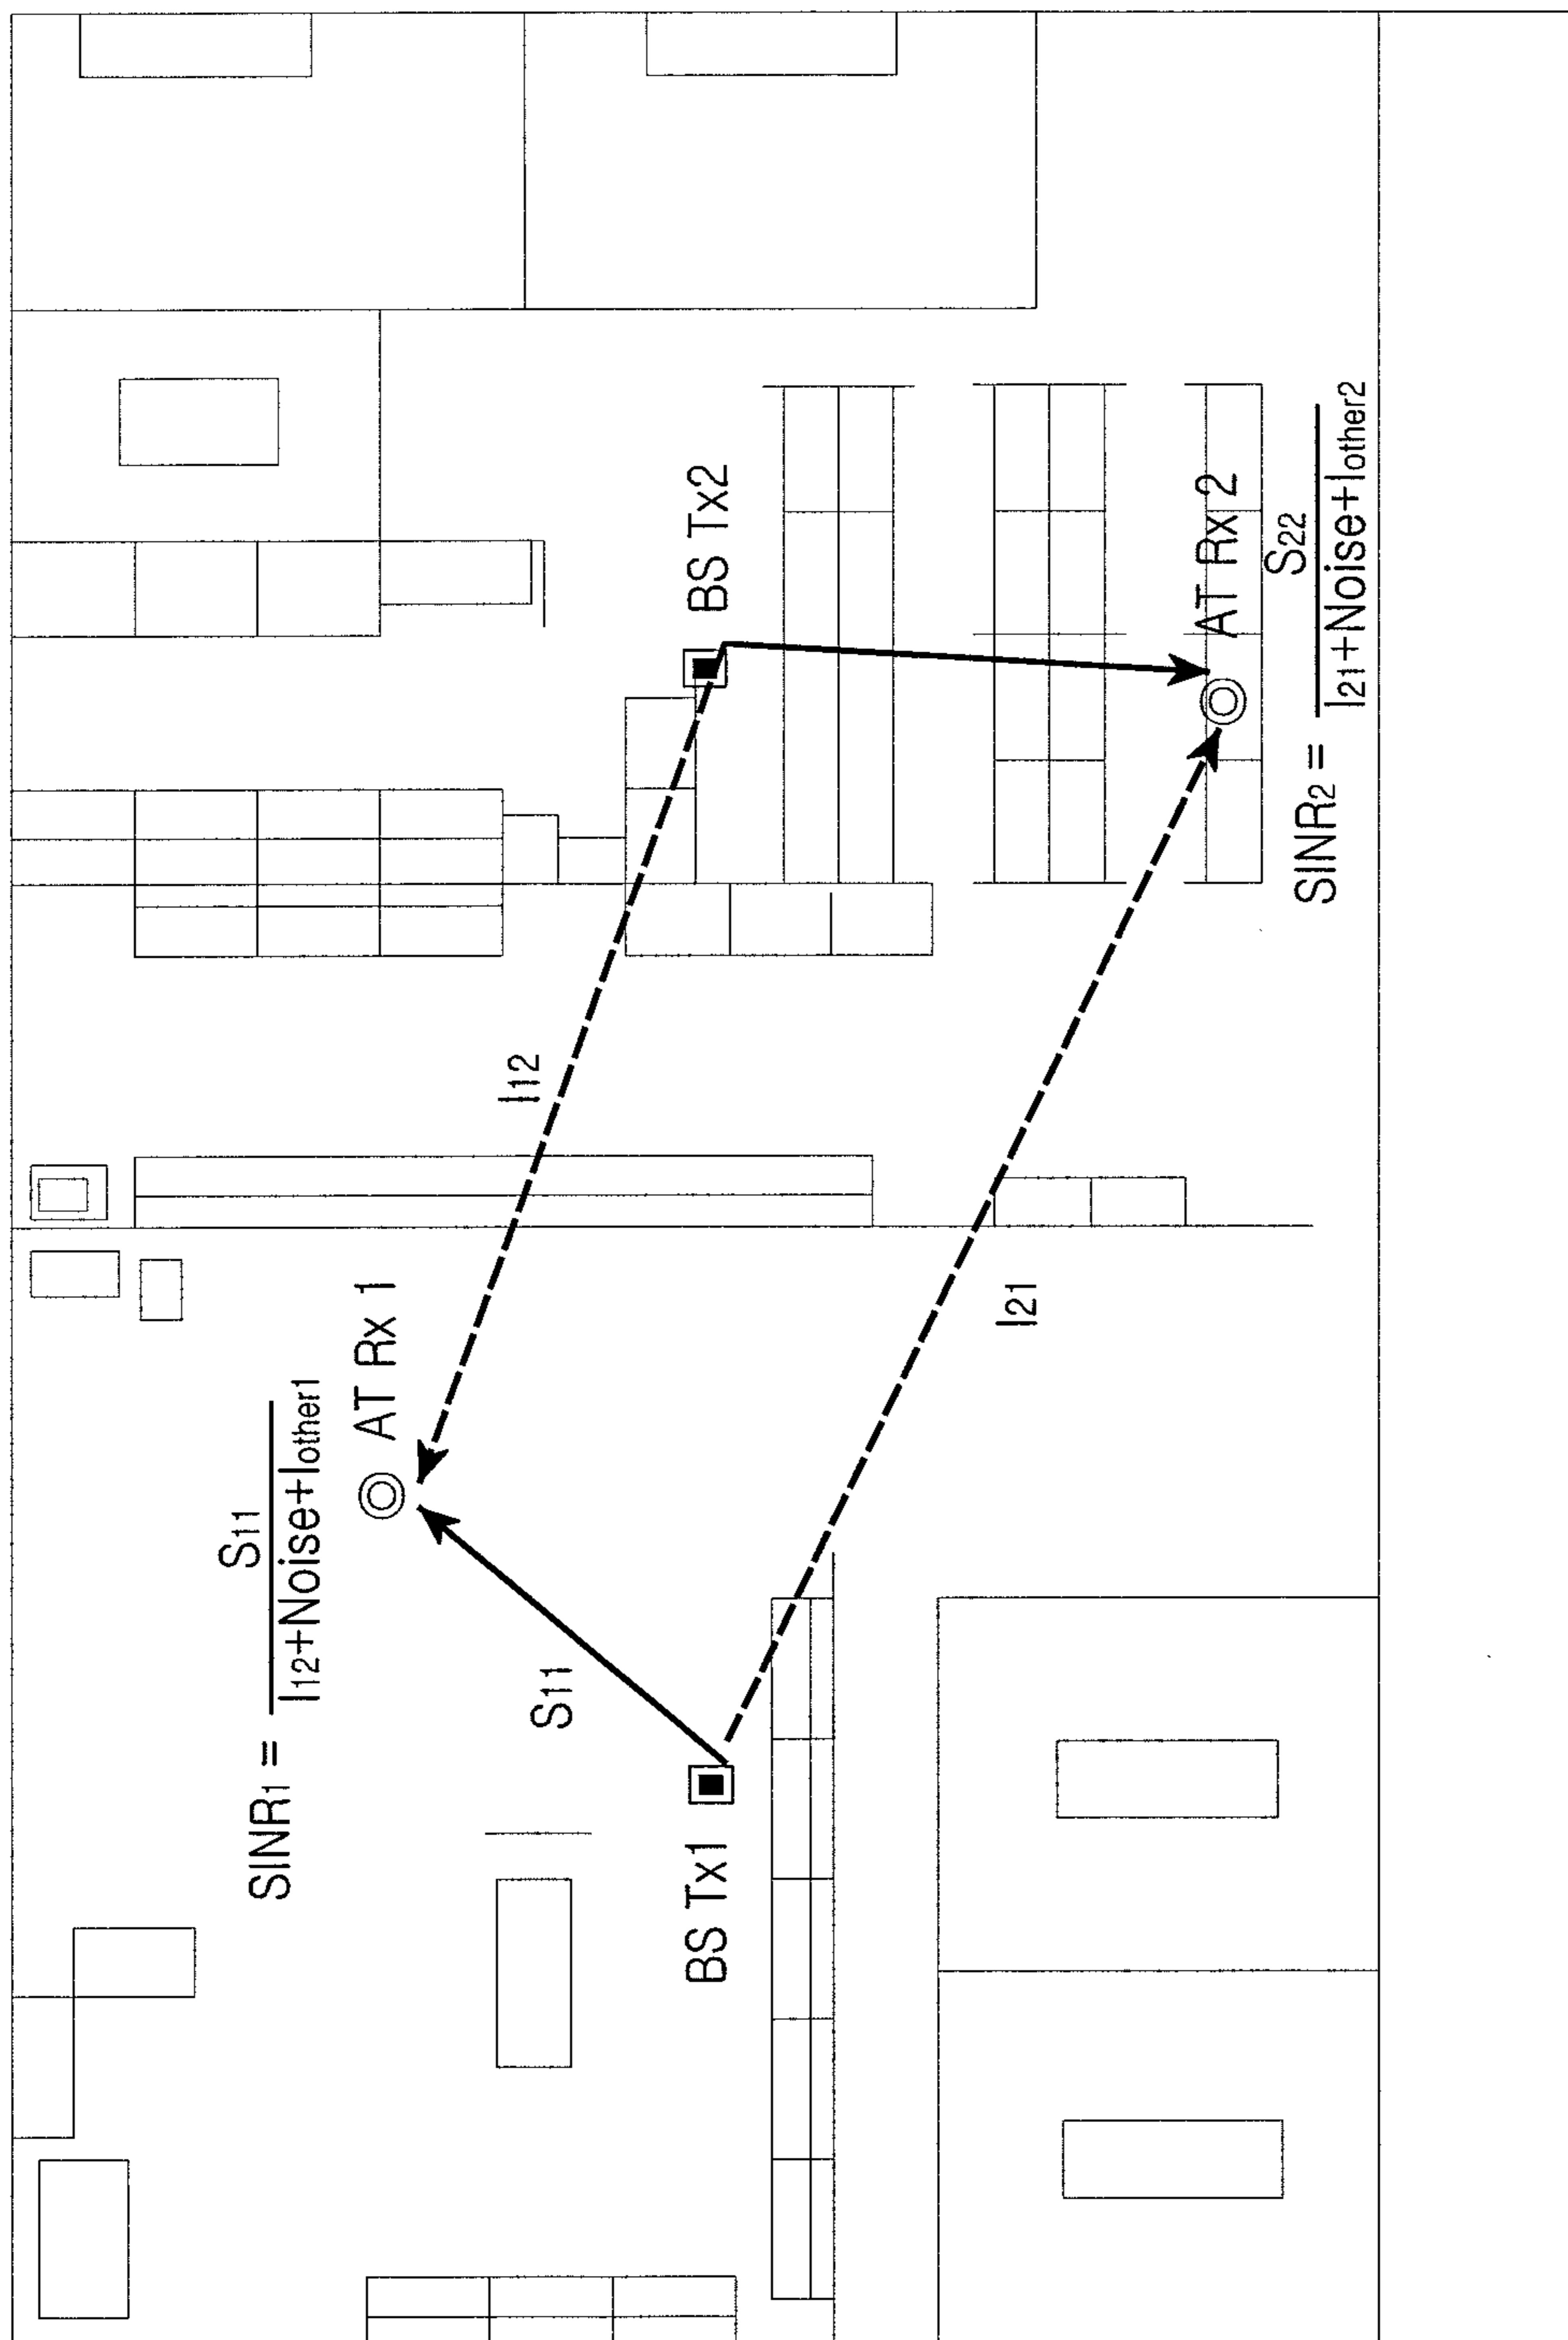 SINR1 = S11
I12+Noise+Iother1
AT Rx 1
S11
BS Tx1
I12
BS Tx2
I21
AT Rx 2
SINR2 = S22
I21+Noise+Iother2